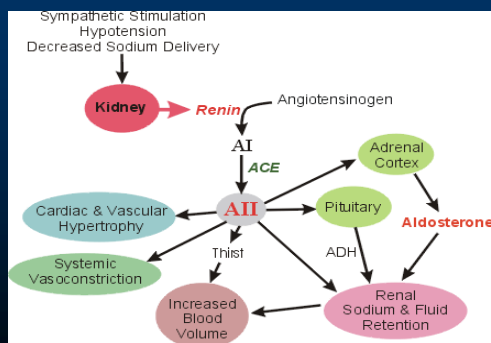 Sympathetic Stimulation
Hypotension
Decreased Sodium Delivery
Kidney
Renin
Angiotensinogen
AI
ACE
Adrenal
Cortex
AII
Pituitary
Cardiac & Vascular
Hypertrophy
Aldosterone
Thirst
ADH
Systemic
Vasoconstriction
Increased
Blood
Volume
Renal
Sodium & Fluid
Retention